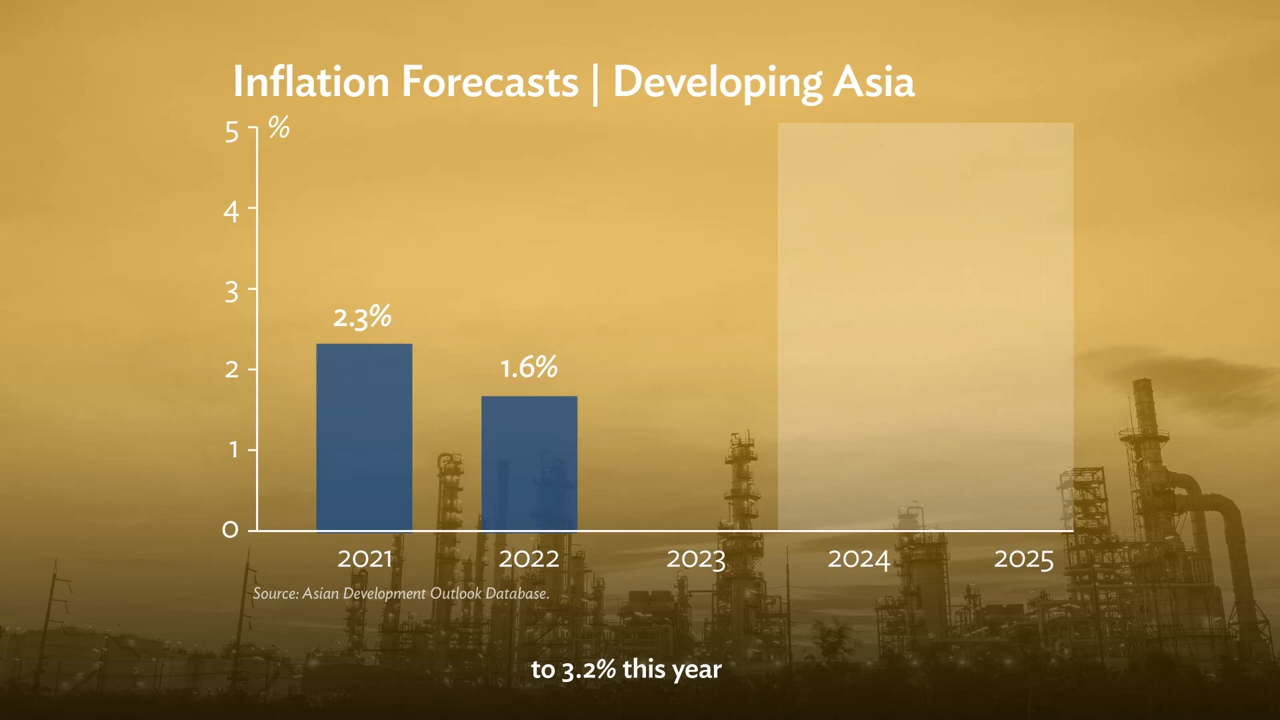 Inflation Forecasts | Developing Asia
5 %
4
3
2
1
0
2.3%
1.6%
2021 2022 2023 2024 2025
Source: Asian Development Outlook Database.
to 3.2% this year